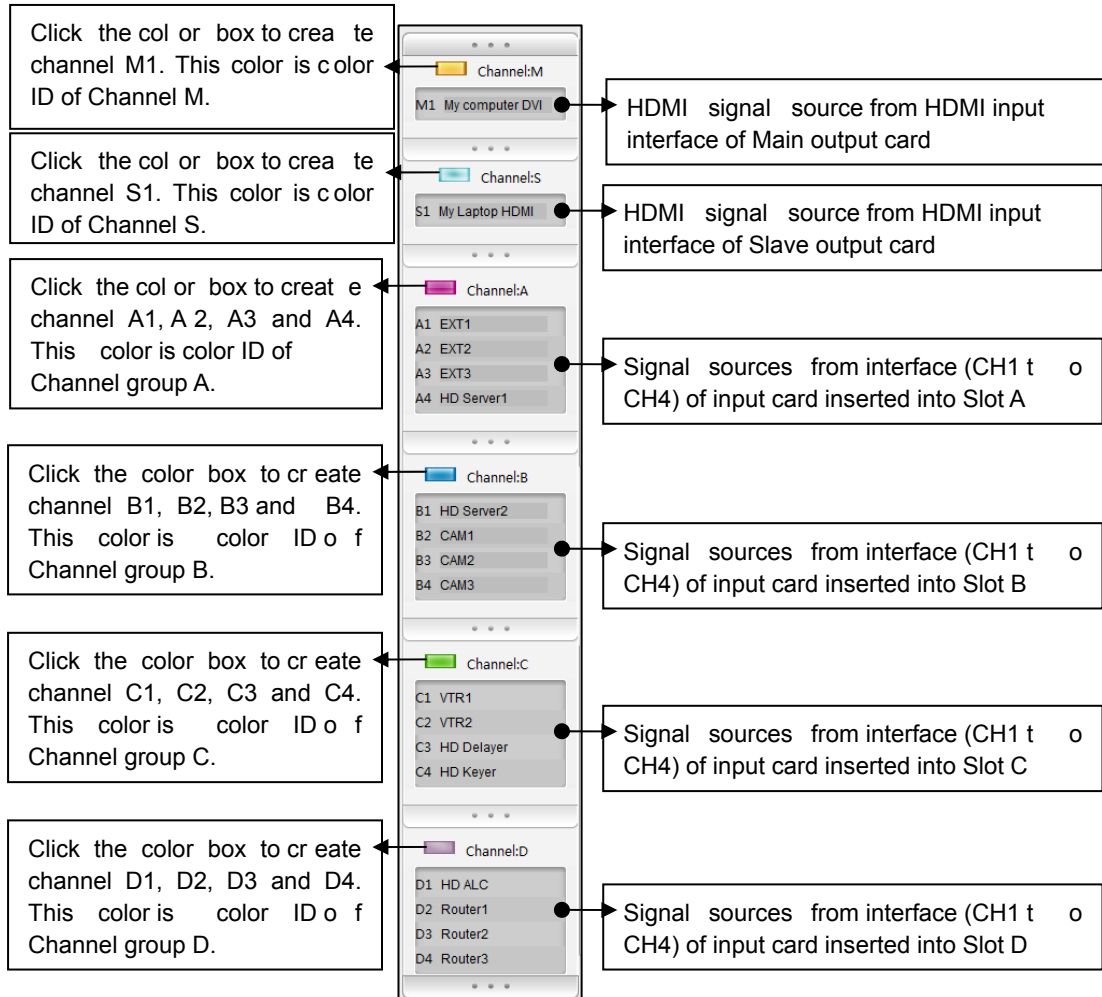 Click the col or box to crea te
channel M1. This color is c olor
ID of Channel M.
Channel:M
M1 My computer DVI
HDMI signal source from HDMI input
interface of Main output card
Click the col or box to crea te
channel S1. This color is c olor
ID of Channel S.
Channel:S
S1 My Laptop HDMI
HDMI signal source from HDMI input
interface of Slave output card
Click the col or box to creat e
channel A1, A 2, A3 and A4.
This color is color ID of
Channel group A.
Channel:A
A1 EXT1
A2 EXT2
A3 EXT3
A4 HD Server1
Signal sources from interface (CH1 t o
CH4) of input card inserted into Slot A
Click the color box to cr eate
channel B1, B2, B3 and B4.
This color is color ID o f
Channel group B.
Channel:B
B1 HD Server2
B2 CAM1
B3 CAM2
B4 CAM3
Signal sources from interface (CH1 t o
CH4) of input card inserted into Slot B
Click the color box to cr eate
channel C1, C2, C3 and C4.
This color is color ID o f
Channel group C.
Channel:C
C1 VTR1
C2 VTR2
C3 HD Delayer
C4 HD Keyer
Signal sources from interface (CH1 t o
CH4) of input card inserted into Slot C
Click the color box to cr eate
channel D1, D2, D3 and D4.
This color is color ID o f
Channel group D.
Channel:D
D1 HD ALC
D2 Router1
D3 Router2
D4 Router3
Signal sources from interface (CH1 t o
CH4) of input card inserted into Slot D